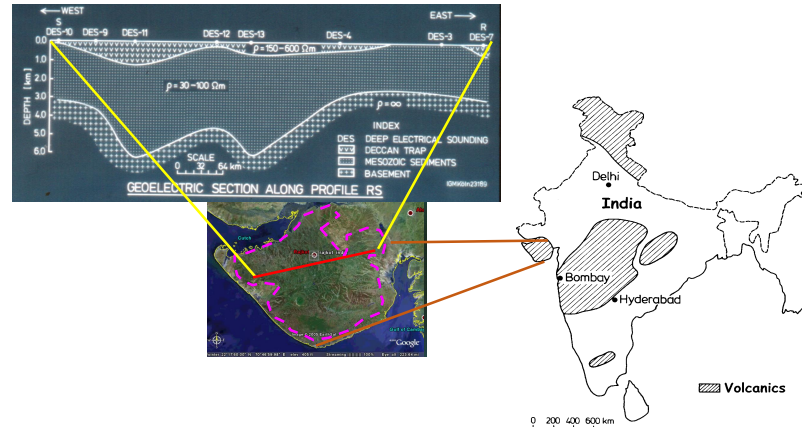 WEST
EAST
S
R
DES-10 DES-9 DES-11 DES-12 DES-13 DES-4 DES-3 DES-7
0.0
1.0
2.0
3.0
4.0
5.0
6.0
DEPTH [km]
ρ=150-600 Ωm
ρ=30-100 Ωm
ρ=∞
INDEX
DES DEEP ELECTRICAL SOUNDING
DECCAN TRAP
MESOZOIC SEDIMENTS
BASEMENT
SCALE
0 32 64 km
GEOELECTRIC SECTION ALONG PROFILE RS
Delhi
India
Bombay
Hyderabad
Volcanics
0 200 400 600 km
Google